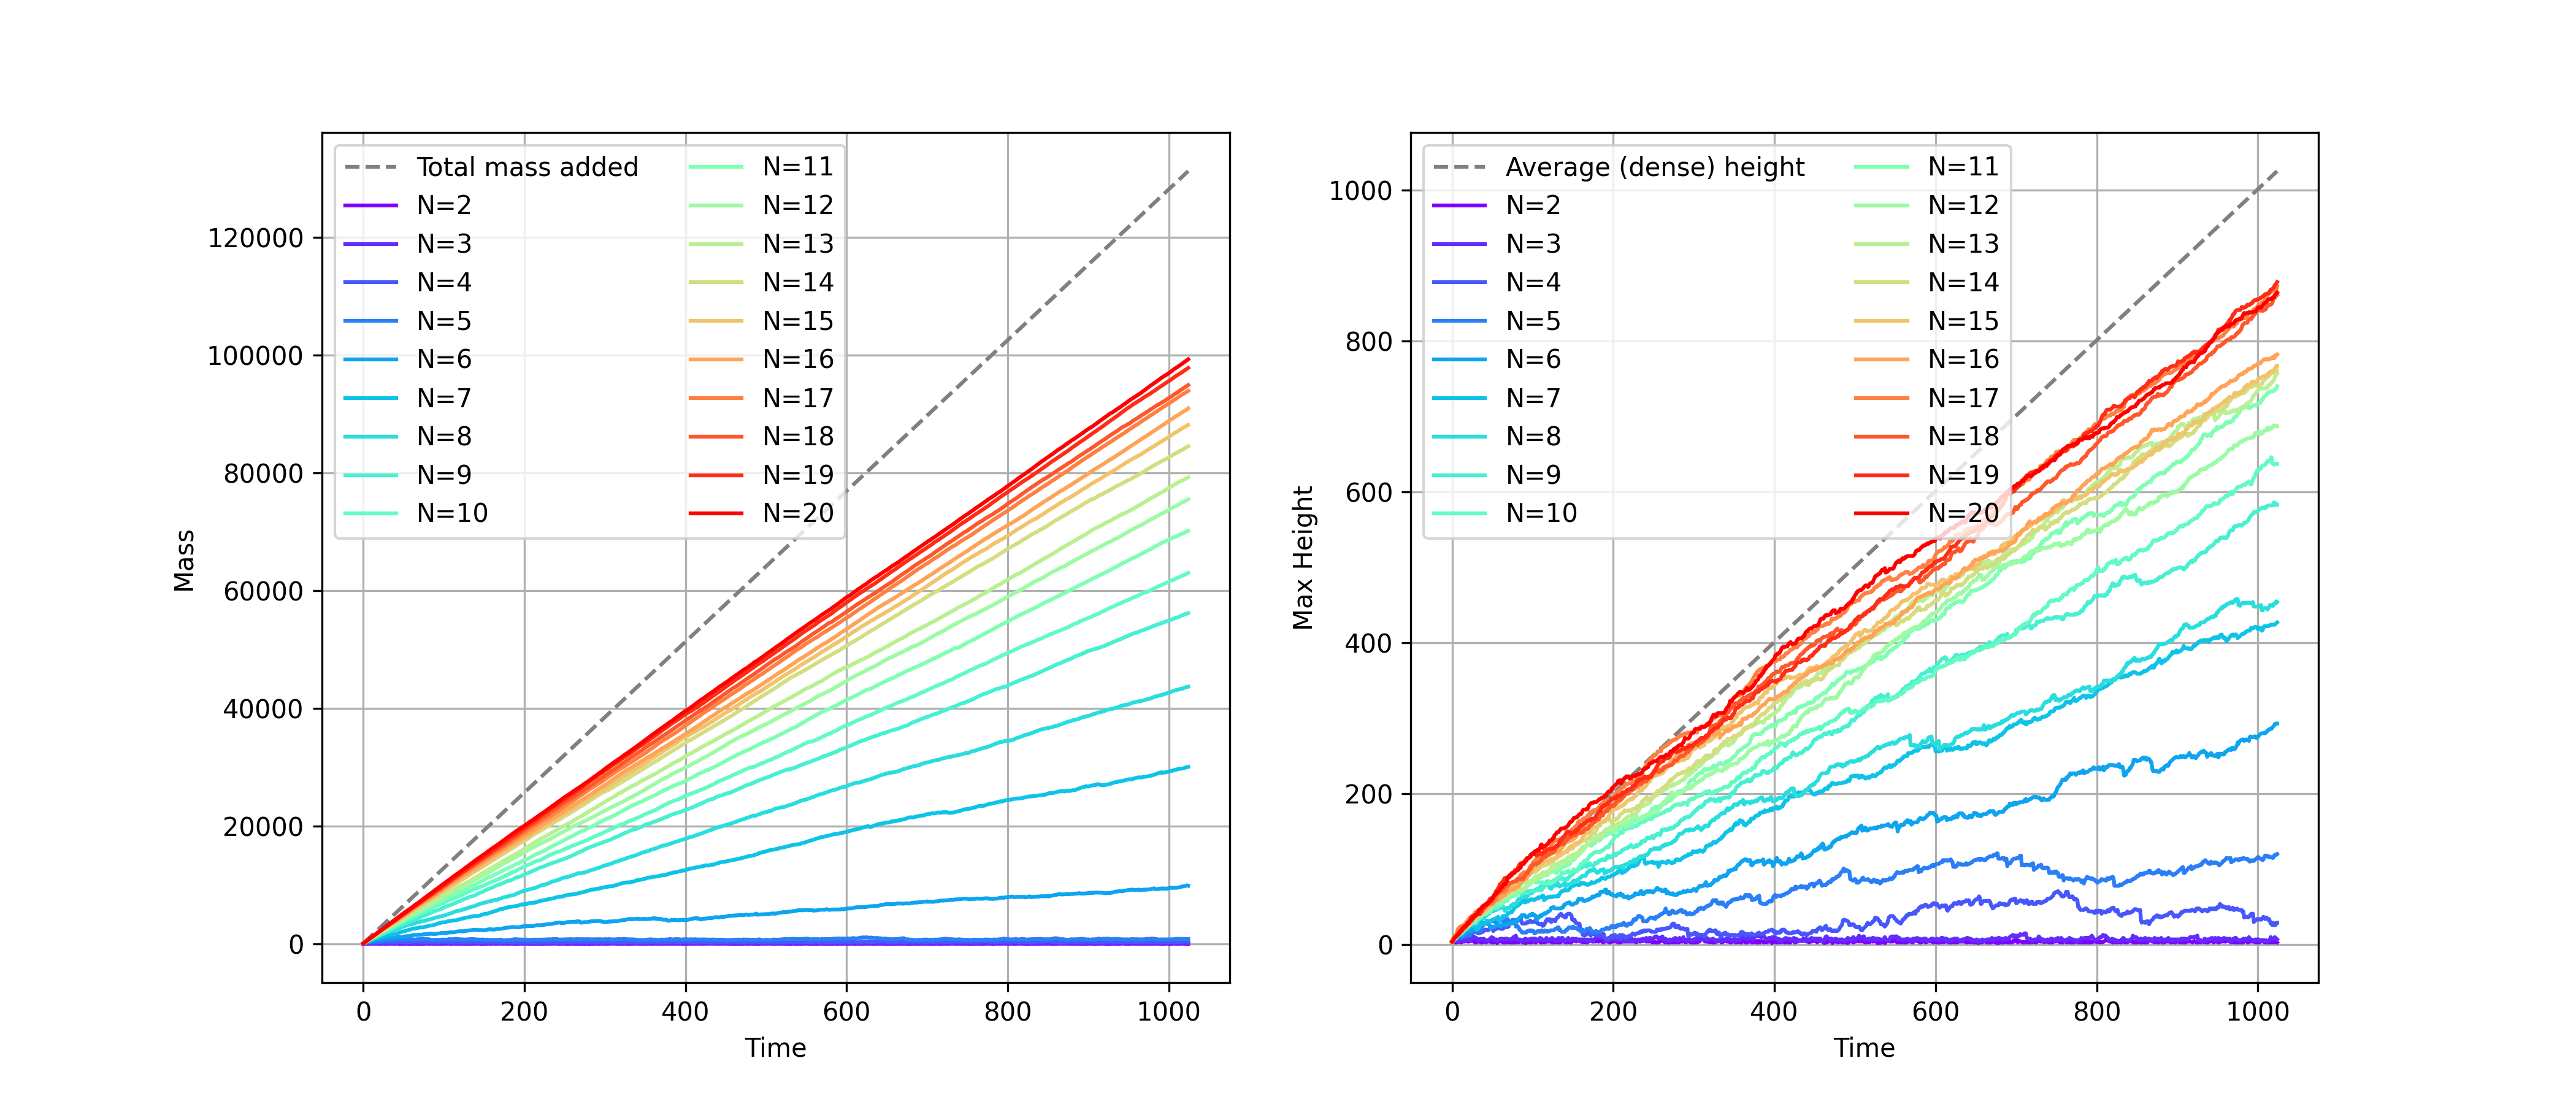 Total mass added
N=2
N=3
N=4
N=5
N=6
N=7
N=8
N=9
N=10
N=11
N=12
N=13
N=14
N=15
N=16
N=17
N=18
N=19
N=20
120000
100000
80000
60000
40000
20000
0
Mass
0 200 400 600 800 1000
Time
Average (dense) height
N=2
N=3
N=4
N=5
N=6
N=7
N=8
N=9
N=10
N=11
N=12
N=13
N=14
N=15
N=16
N=17
N=18
N=19
N=20
1000
800
600
400
200
0
Max Height
0 200 400 600 800 1000
Time